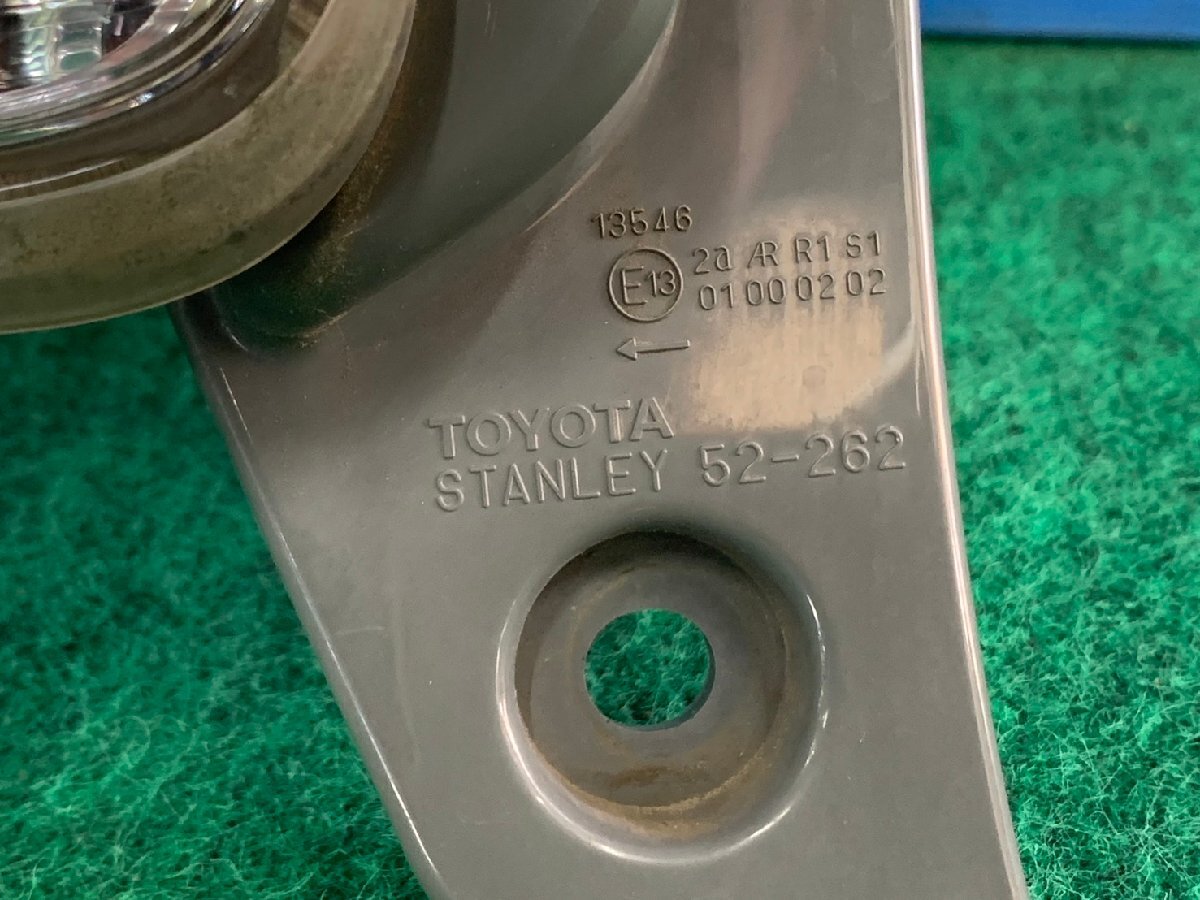 13546
E13 2a AR R1 S1
01 00 02 02
←
TOYOTA
STANLEY 52-262